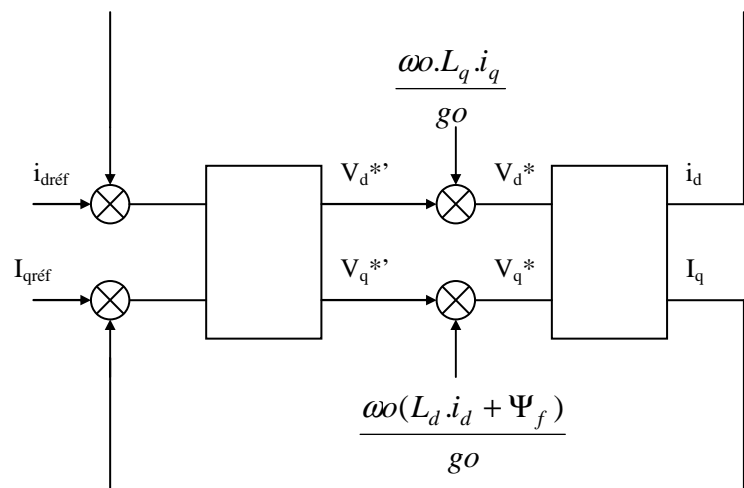 ωo.L_q.i_q
go
i_dréf V_d*’ V_d* i_d
I_qréf V_q*’ V_q* I_q
ωo(L_d.i_d + Ψ_f)
go